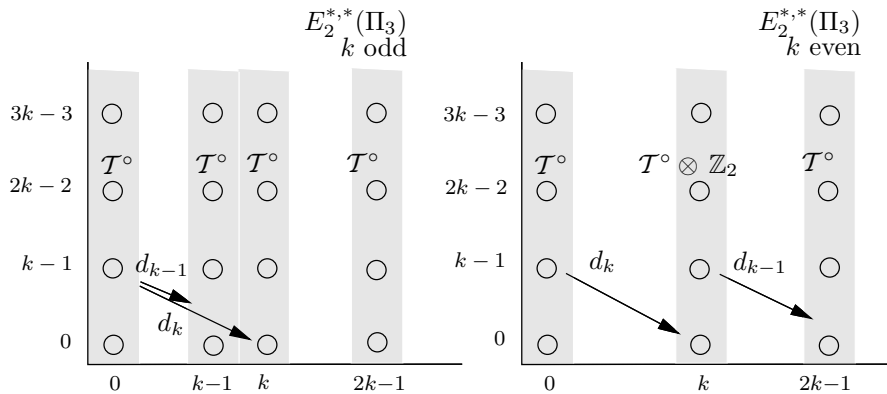 E_2^{*,*}(Π_3)
k odd
3k − 3
𝒯° 𝒯° 𝒯° 𝒯°
2k − 2
k − 1
d_{k−1}
d_k
0
0 k−1 k 2k−1
E_2^{*,*}(Π_3)
k even
3k − 3
𝒯° 𝒯° ⊗ ℤ_2 𝒯°
2k − 2
k − 1
d_k d_{k−1}
0
0 k 2k−1